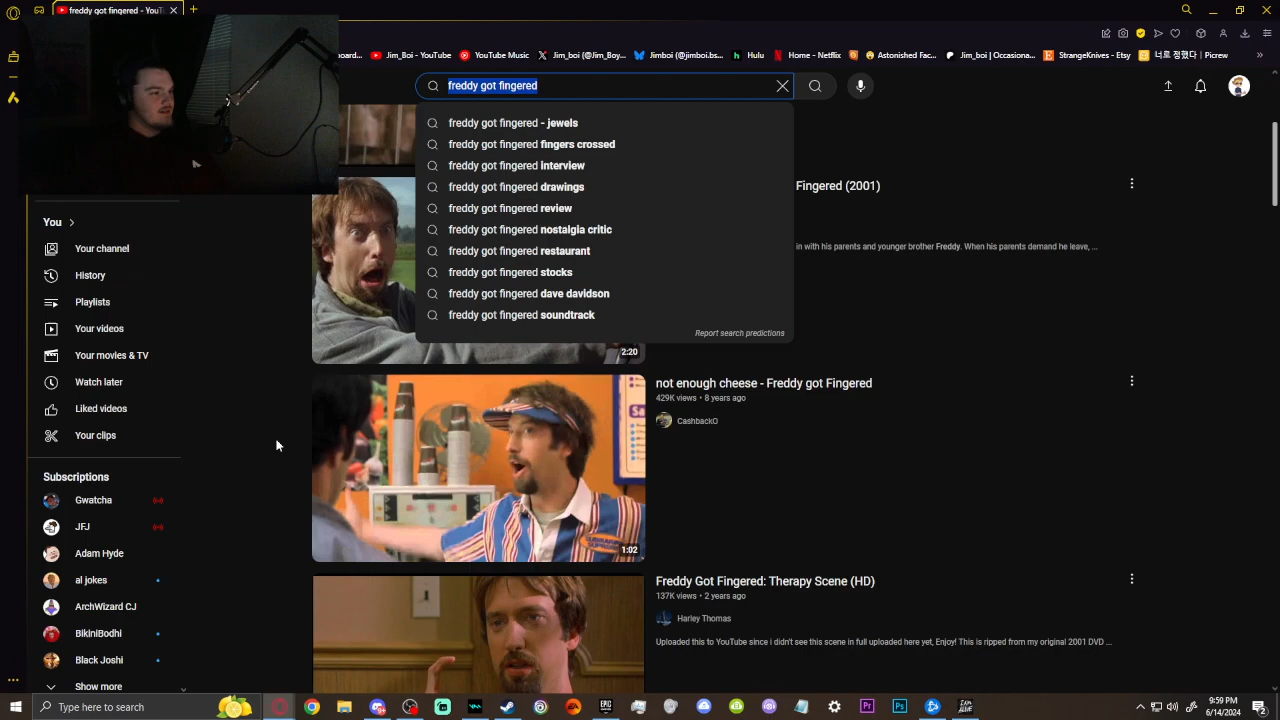 freddy got fingered - YouT
board...
Jim_Boi - YouTube
YouTube Music
Jimboi (@Jim_Boy...
Jimboi (@Jim_boi...
Hulu
Home - Netflix
Astonished Featur...
Jim_boi | Occasiona...
Etsy
Picrew
freddy got fingered
freddy got fingered - jewels
freddy got fingered fingers crossed
freddy got fingered interview
freddy got fingered drawings
freddy got fingered review
freddy got fingered nostalgia critic
freddy got fingered restaurant
freddy got fingered stocks
freddy got fingered dave davidson
freddy got fingered soundtrack
Report search predictions
Fingered (2001)
in with his parents and younger brother Freddy. When his parents demand he leave, ...
2:20
You
Your channel
History
Playlists
Your videos
Your movies & TV
Watch later
Liked videos
Your clips
Subscriptions
Gwatcha
JFJ
Adam Hyde
al jokes
ArchWizard CJ
BikiniBodhi
Black Joshi
Show more
not enough cheese - Freddy got Fingered
429K views • 8 years ago
CashbackO
1:02
Freddy Got Fingered: Therapy Scene (HD)
137K views • 2 years ago
Harley Thomas
Uploaded this to YouTube since i didn't see this scene in full uploaded here yet, Enjoy! This is ripped from my original 2001 DVD ...
Type here to search
EPIC
Pr
Ps
9:59 PM
6/14/2024